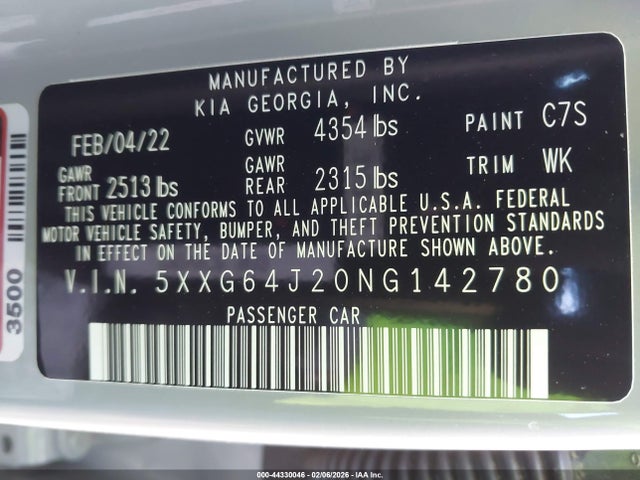 MANUFACTURED BY
KIA GEORGIA, INC.
FEB/04/22 GVWR 4354 lbs PAINT C7S
GAWR FRONT 2513 lbs GAWR REAR 2315 lbs TRIM WK
THIS VEHICLE CONFORMS TO ALL APPLICABLE U.S.A. FEDERAL
MOTOR VEHICLE SAFETY, BUMPER, AND THEFT PREVENTION STANDARDS
IN EFFECT ON THE DATE OF MANUFACTURE SHOWN ABOVE.
V.I.N. 5XXG64J20NG142780
PASSENGER CAR
3500
000-44330046 - 02/06/2026 - IAA Inc.